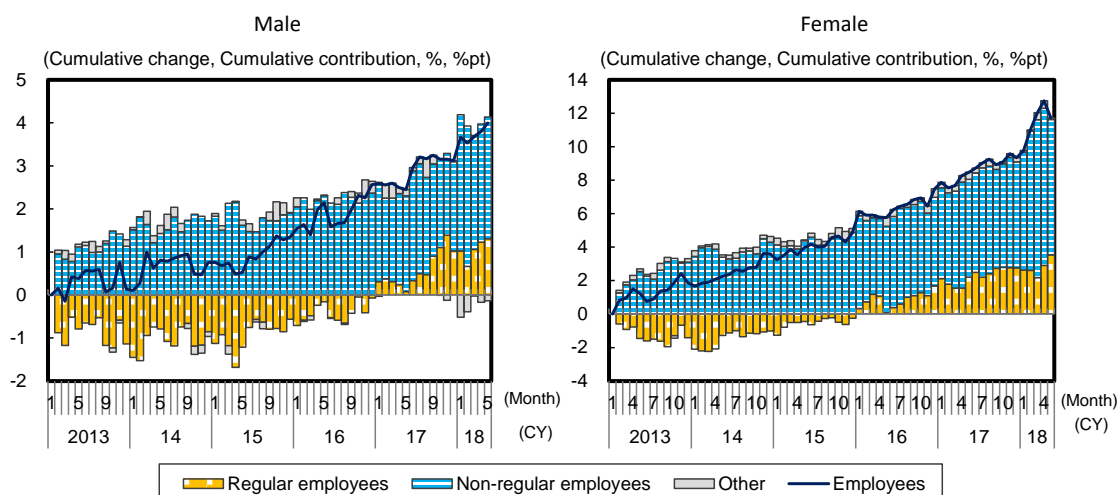 Male
(Cumulative change, Cumulative contribution, %, %pt)
5
4
3
2
1
0
-1
-2
1 5 9 1 5 9 1 5 9 1 5 9 1 5 9 1 5 (Month)
2013 14 15 16 17 18 (CY)
Female
(Cumulative change, Cumulative contribution, %, %pt)
14
12
10
8
6
4
2
0
-2
-4
1 4 7 10 1 4 7 10 1 4 7 10 1 4 7 10 1 4 7 10 1 4 (Month)
2013 14 15 16 17 18 (CY)
Regular employees Non-regular employees Other Employees